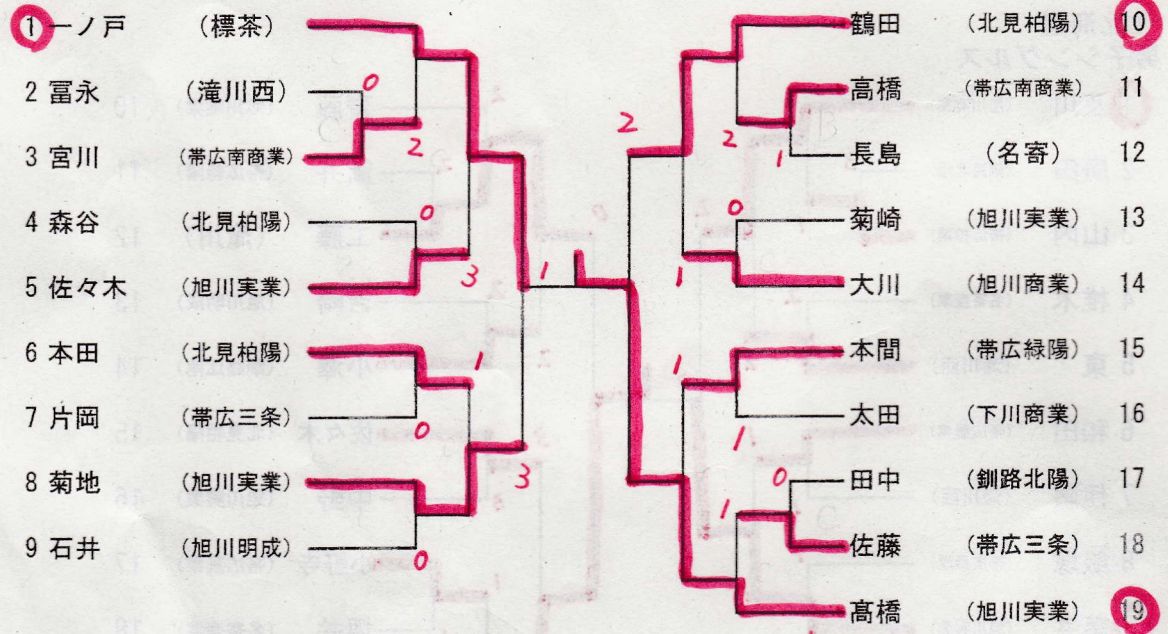 1 一ノ戸 (標茶)
2 冨永 (滝川西)
3 宮川 (帯広南商業)
4 森谷 (北見柏陽)
5 佐々木 (旭川実業)
6 本田 (北見柏陽)
7 片岡 (帯広三条)
8 菊地 (旭川実業)
9 石井 (旭川明成)
0
2
0
3
1
0
3
0
1
鶴田 (北見柏陽) 10
高橋 (帯広南商業) 11
長島 (名寄) 12
菊崎 (旭川実業) 13
大川 (旭川商業) 14
本間 (帯広緑陽) 15
太田 (下川商業) 16
田中 (釧路北陽) 17
佐藤 (帯広三条) 18
髙橋 (旭川実業) 19
2
2
1
0
1
1
1
0
1